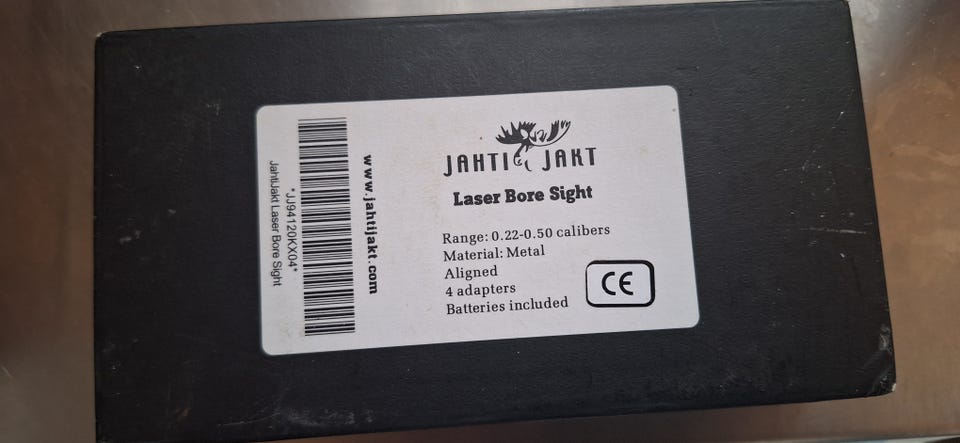 JAHTI JAKT
Laser Bore Sight
Range: 0.22-0.50 calibers
Material: Metal
Aligned
4 adapters
Batteries included
CE
www.jahtijakt.com
*JJ94120KX04*
JahtiJakt Laser Bore Sight